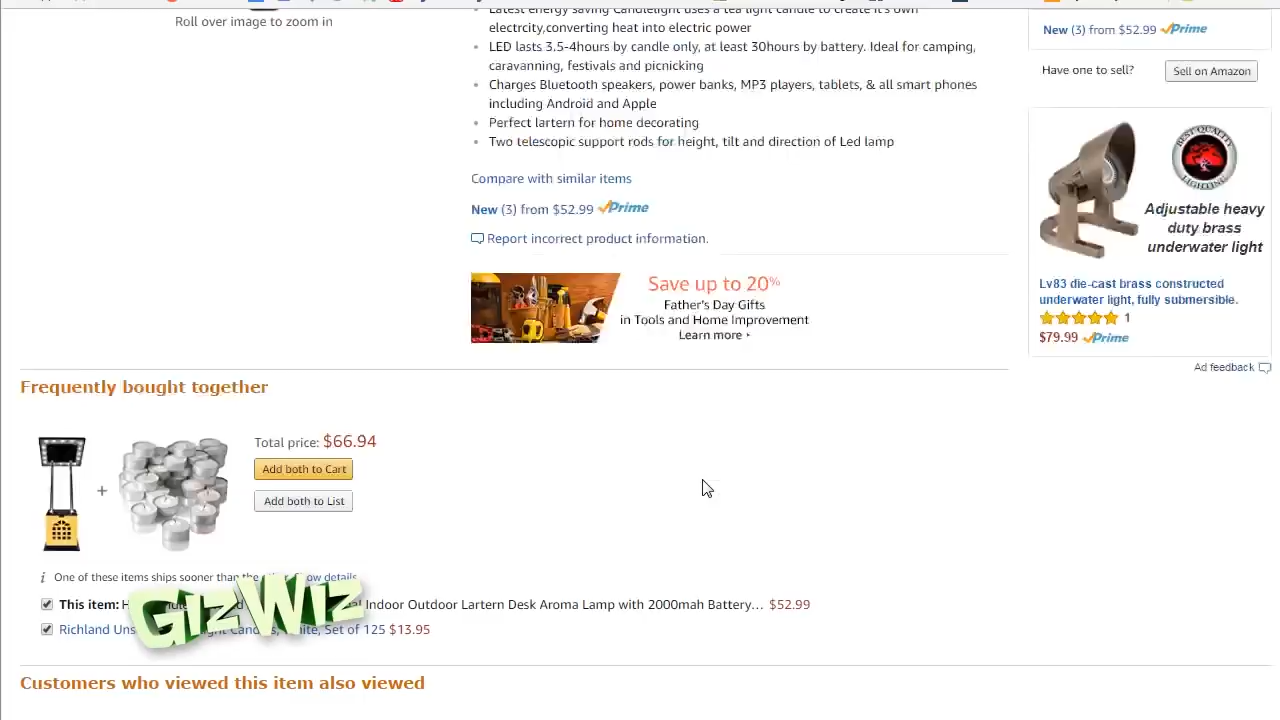 Roll over image to zoom in
Latest energy saving Candlelight uses a tea light candle to create it's own
electrcity,converting heat into electric power
LED lasts 3.5-4hours by candle only, at least 30hours by battery. Ideal for camping,
caravanning, festivals and picnicking
Charges Bluetooth speakers, power banks, MP3 players, tablets, & all smart phones
including Android and Apple
Perfect lartern for home decorating
Two telescopic support rods for height, tilt and direction of Led lamp
Compare with similar items
New (3) from $52.99 Prime
Report incorrect product information.
Save up to 20%
Father's Day Gifts
in Tools and Home Improvement
Learn more
New (3) from $52.99 Prime
Have one to sell?
Sell on Amazon
BEST QUALITY
LIGHTING
Adjustable heavy
duty brass
underwater light
Lv83 die-cast brass constructed
underwater light, fully submersible.
1
$79.99 Prime
Ad feedback
Frequently bought together
+
Total price: $66.94
Add both to Cart
Add both to List
One of these items ships sooner than the Show details
This item: Indoor Outdoor Lartern Desk Aroma Lamp with 2000mah Battery... $52.99
Richland Candles, White, Set of 125 $13.95
GizWiz
Customers who viewed this item also viewed